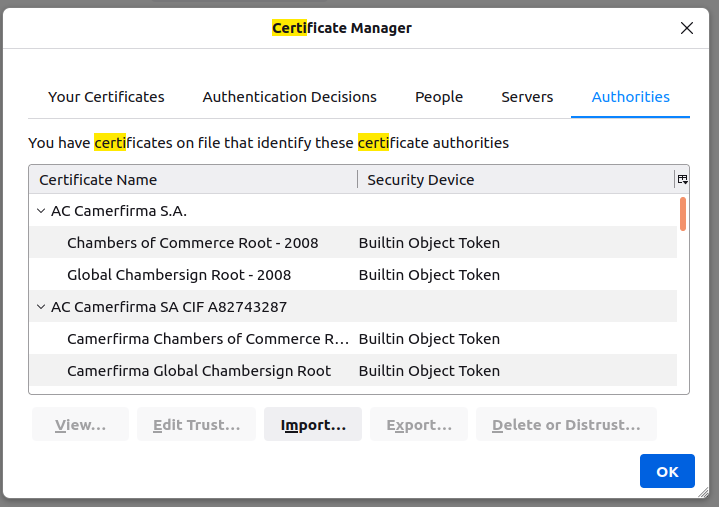 Certificate Manager
Your Certificates Authentication Decisions People Servers Authorities
You have certificates on file that identify these certificate authorities
Certificate Name Security Device
AC Camerfirma S.A.
Chambers of Commerce Root - 2008 Builtin Object Token
Global Chambersign Root - 2008 Builtin Object Token
AC Camerfirma SA CIF A82743287
Camerfirma Chambers of Commerce R… Builtin Object Token
Camerfirma Global Chambersign Root Builtin Object Token
View… Edit Trust… Import… Export… Delete or Distrust…
OK